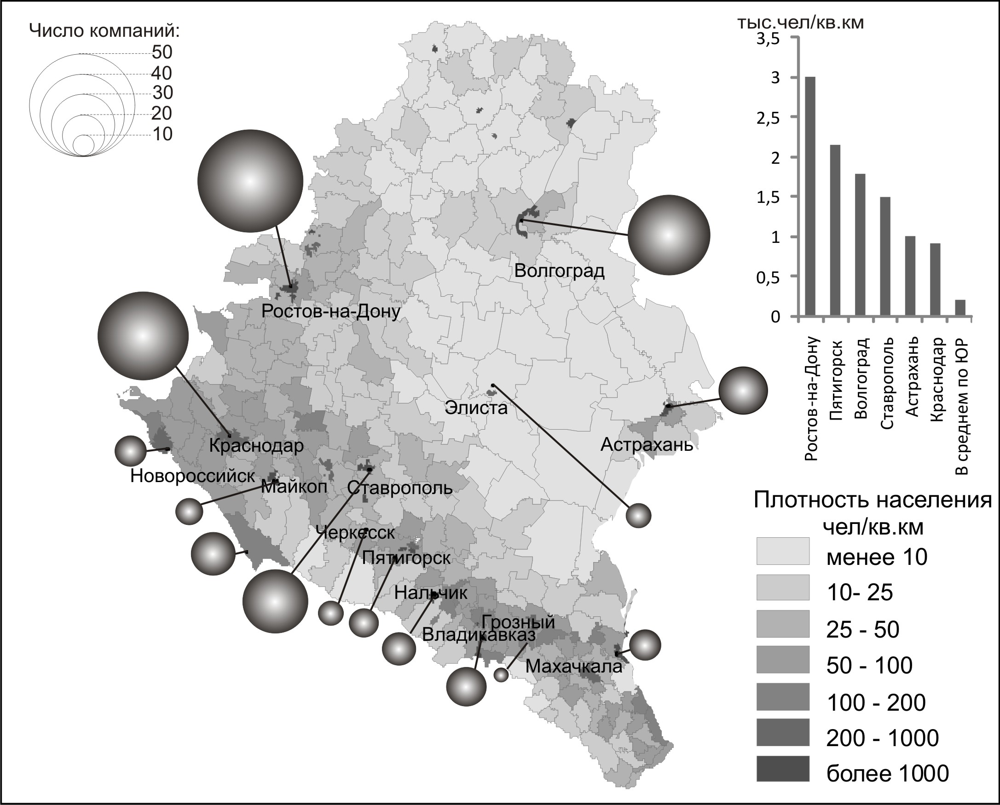 Число компаний:
50
40
30
20
10
тыс.чел/кв.км
3,5
3
2,5
2
1,5
1
0,5
0
Ростов-на-Дону
Пятигорск
Волгоград
Ставрополь
Астрахань
Краснодар
В среднем по ЮР
Волгоград
Ростов-на-Дону
Элиста
Астрахань
Краснодар
Новороссийск
Майкоп
Ставрополь
Черкесск
Пятигорск
Нальчик
Грозный
Владикавказ
Махачкала
Плотность населения
чел/кв.км
менее 10
10- 25
25 - 50
50 - 100
100 - 200
200 - 1000
более 1000